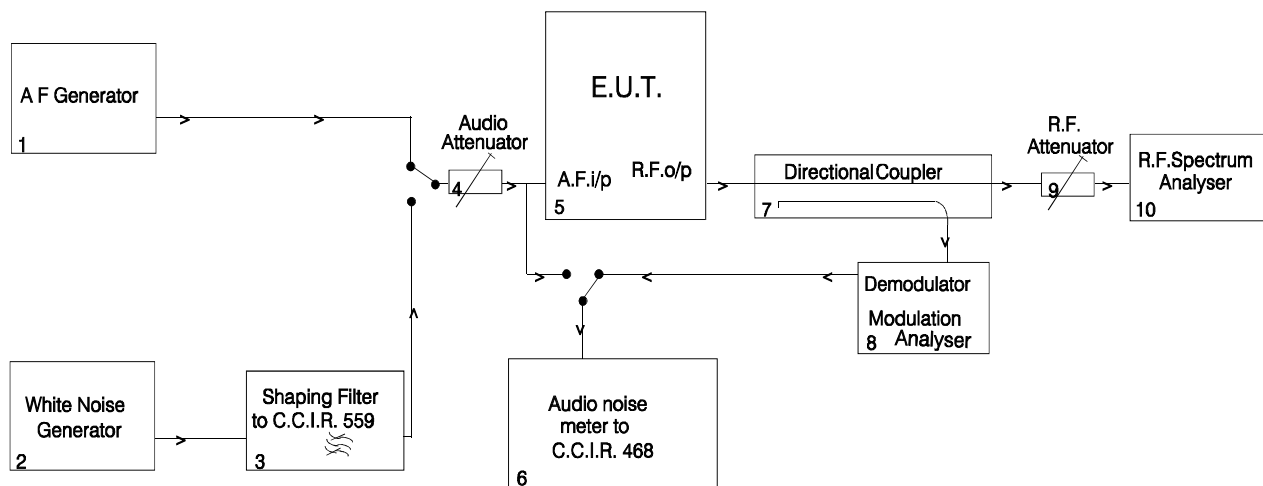 A F Generator
1
Audio
Attenuator
4
E.U.T.
A.F.i/p
R.F.o/p
5
Directional Coupler
7
R.F.
Attenuator
9
R.F.Spectrum
Analyser
10
Demodulator
Modulation
Analyser
8
White Noise
Generator
2
Shaping Filter
to C.C.I.R. 559
3
Audio noise
meter to
C.C.I.R. 468
6